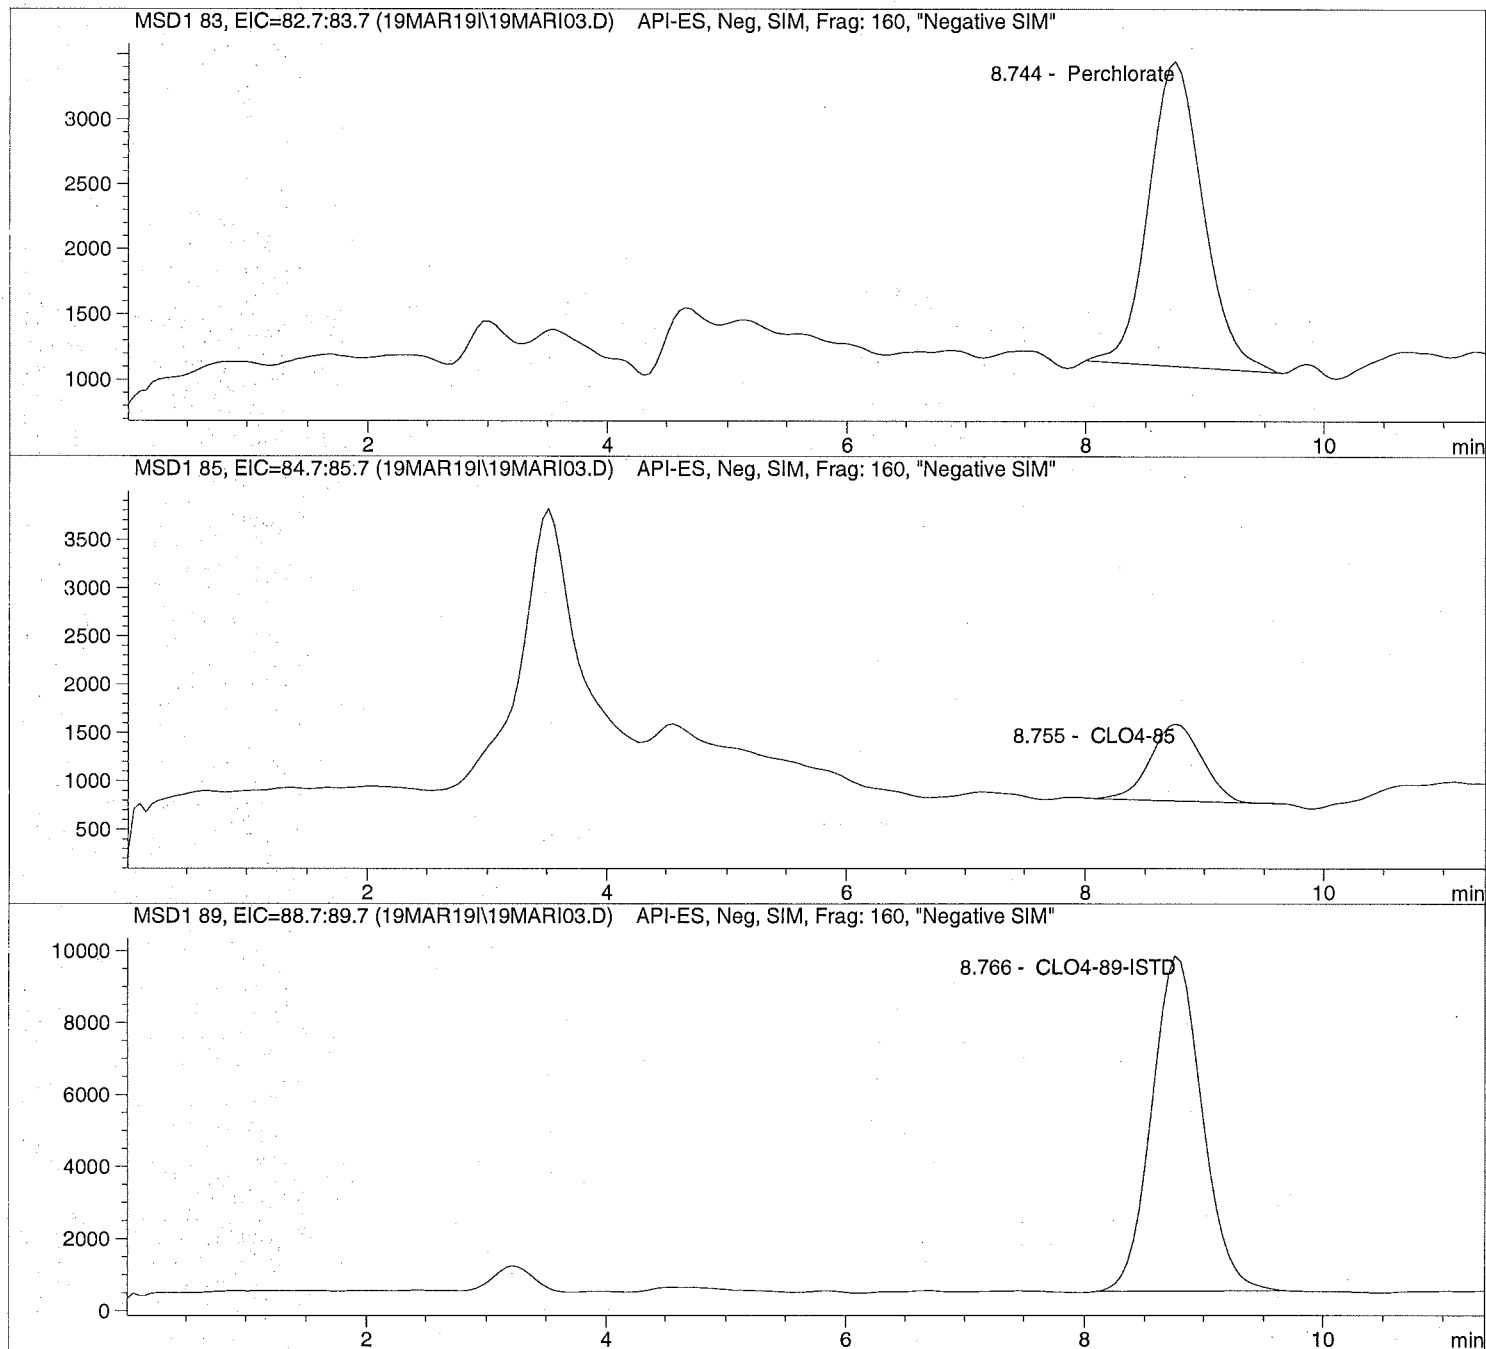 MSD1 83, EIC=82.7:83.7 (19MAR19I\19MARI03.D) API-ES, Neg, SIM, Frag: 160, "Negative SIM"
8.744 - Perchlorate
3000
2500
2000
1500
1000
2 4 6 8 10 min
MSD1 85, EIC=84.7:85.7 (19MAR19I\19MARI03.D) API-ES, Neg, SIM, Frag: 160, "Negative SIM"
3500
3000
2500
2000
1500
8.755 - CLO4-85
1000
500
2 4 6 8 10 min
MSD1 89, EIC=88.7:89.7 (19MAR19I\19MARI03.D) API-ES, Neg, SIM, Frag: 160, "Negative SIM"
10000
8.766 - CLO4-89-ISTD
8000
6000
4000
2000
0
2 4 6 8 10 min